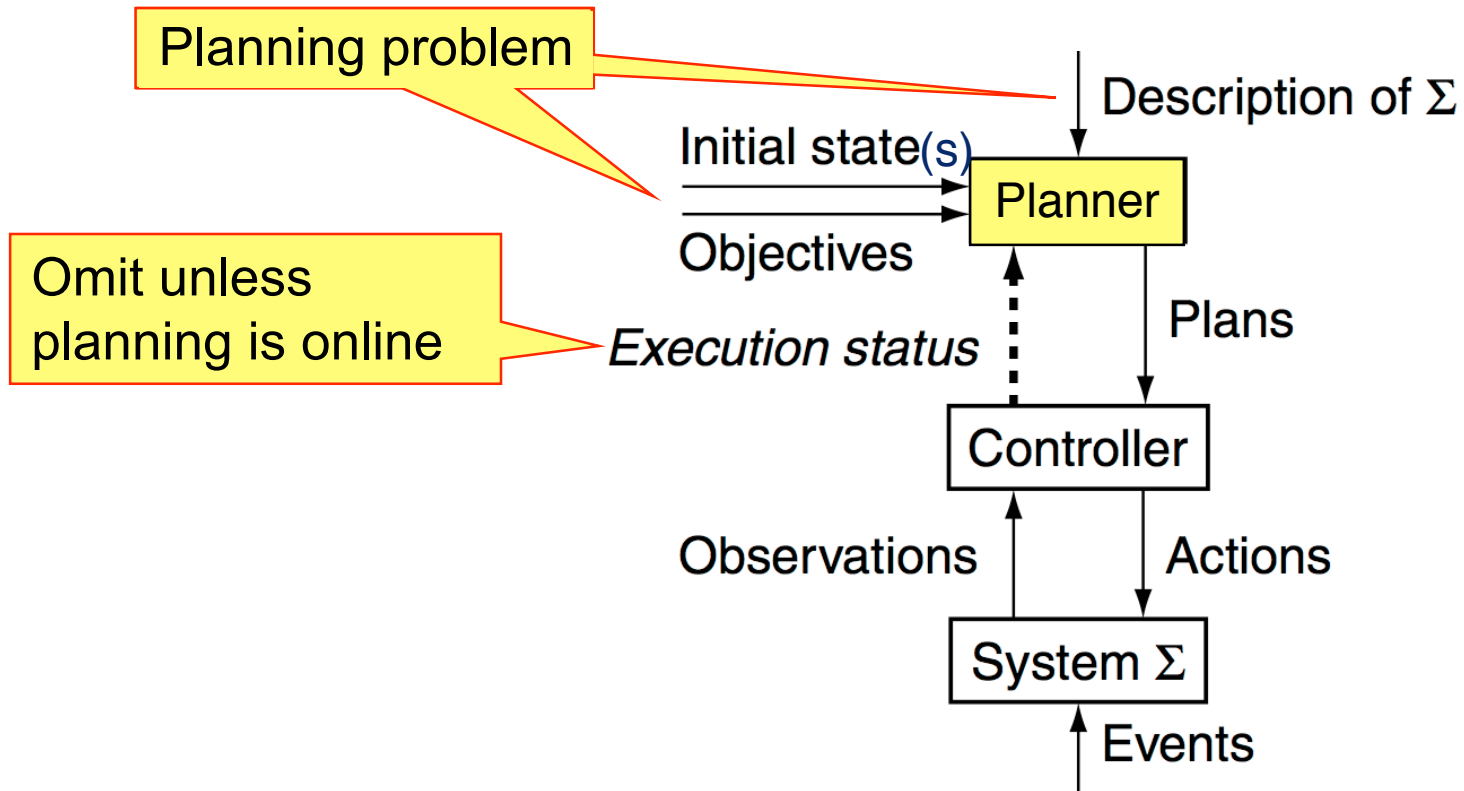 Planning problem
Description of Σ
Initial state(s)
Planner
Objectives
Omit unless
planning is online
Execution status
Plans
Controller
Observations
Actions
System Σ
Events